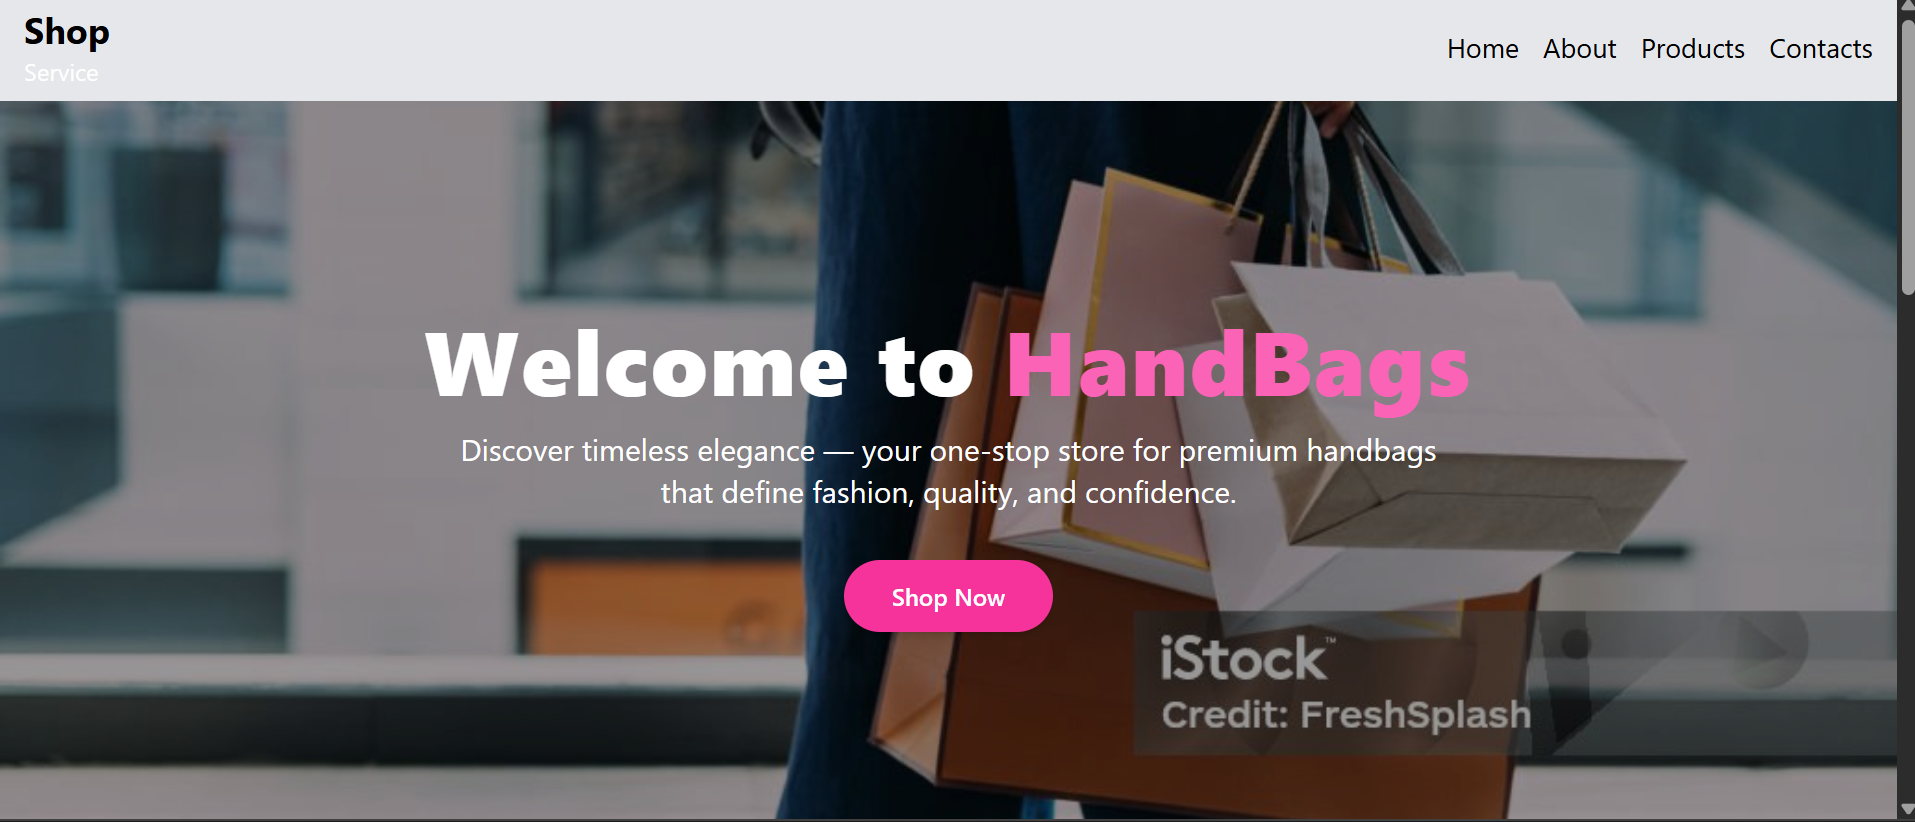 Shop
Service
Home About Products Contacts
Welcome to HandBags
Discover timeless elegance — your one-stop store for premium handbags
that define fashion, quality, and confidence.
Shop Now
iStock™
Credit: FreshSplash